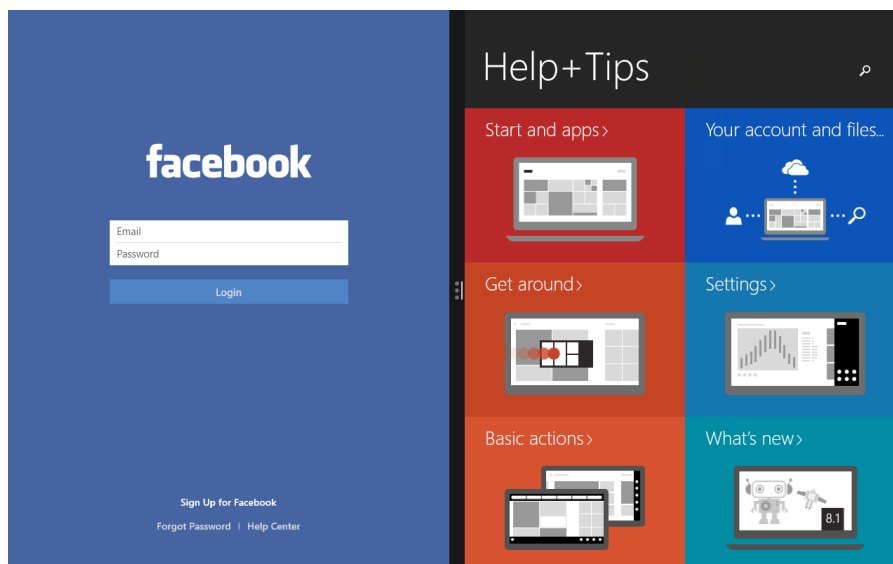 facebook
Email
Password
Login
Sign Up for Facebook
Forgot Password | Help Center
Help+Tips
Start and apps>
Your account and files...
Get around>
Settings>
Basic actions>
What's new>
8.1